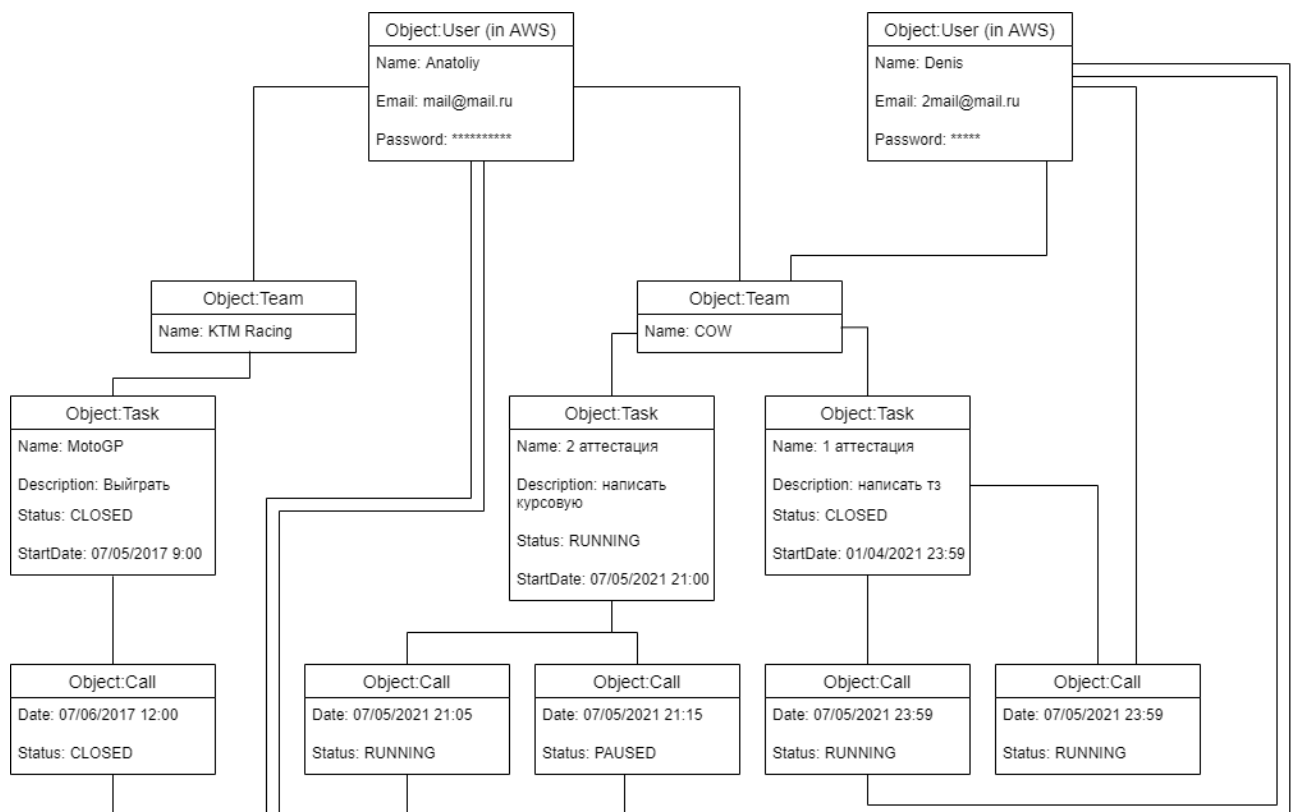 Object:User (in AWS)
Name: Anatoliy
Email: mail@mail.ru
Password: **********
Object:User (in AWS)
Name: Denis
Email: 2mail@mail.ru
Password: *****
Object:Team
Name: KTM Racing
Object:Team
Name: COW
Object:Task
Name: MotoGP
Description: Выйграть
Status: CLOSED
StartDate: 07/05/2017 9:00
Object:Task
Name: 2 аттестация
Description: написать
курсовую
Status: RUNNING
StartDate: 07/05/2021 21:00
Object:Task
Name: 1 аттестация
Description: написать тз
Status: CLOSED
StartDate: 01/04/2021 23:59
Object:Call
Date: 07/06/2017 12:00
Status: CLOSED
Object:Call
Date: 07/05/2021 21:05
Status: RUNNING
Object:Call
Date: 07/05/2021 21:15
Status: PAUSED
Object:Call
Date: 07/05/2021 23:59
Status: RUNNING
Object:Call
Date: 07/05/2021 23:59
Status: RUNNING